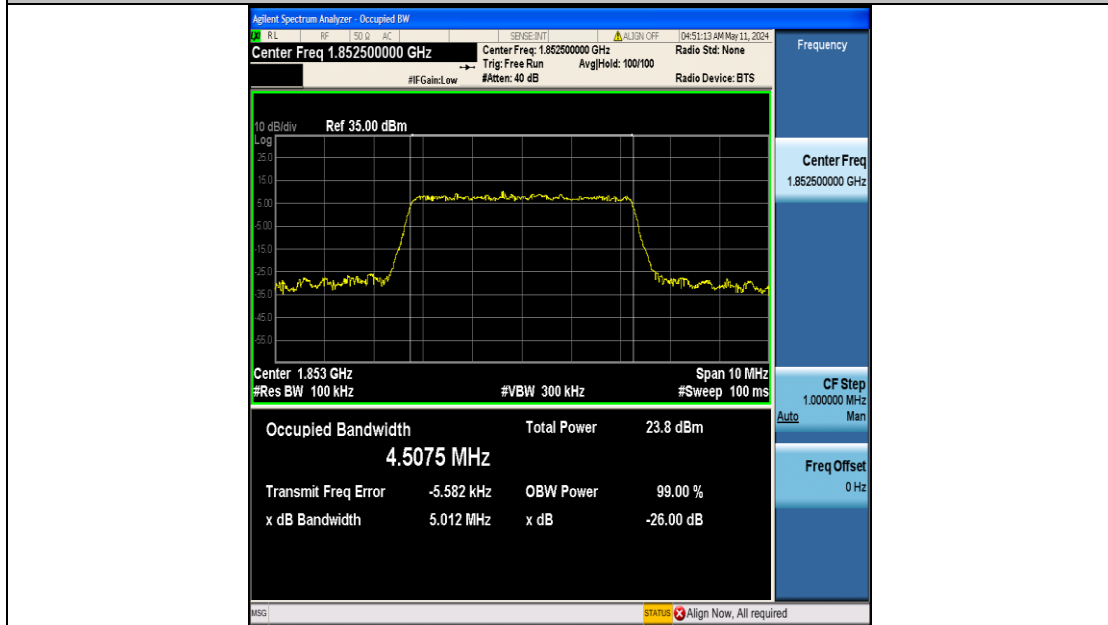 Agilent Spectrum Analyzer - Occupied BW
RL RF 50 Ω AC SENSE:INT ALIGN OFF 04:51:13 AM May 11, 2024
Center Freq 1.852500000 GHz
Center Freq: 1.852500000 GHz
Radio Std: None
Trig: Free Run Avg|Hold: 100/100
#IFGain:Low
#Atten: 40 dB
Radio Device: BTS
10 dB/div Ref 35.00 dBm
Log
25.0
15.0
5.00
-5.00
-15.0
-25.0
-35.0
-45.0
-55.0
Center 1.853 GHz
Span 10 MHz
#Res BW 100 kHz
#VBW 300 kHz
#Sweep 100 ms
Occupied Bandwidth
4.5075 MHz
Total Power 23.8 dBm
Transmit Freq Error -5.582 kHz
OBW Power 99.00 %
x dB Bandwidth 5.012 MHz
x dB -26.00 dB
Frequency
Center Freq
1.852500000 GHz
CF Step
1.000000 MHz
Auto Man
Freq Offset
0 Hz
MSG
STATUS
Align Now, All required